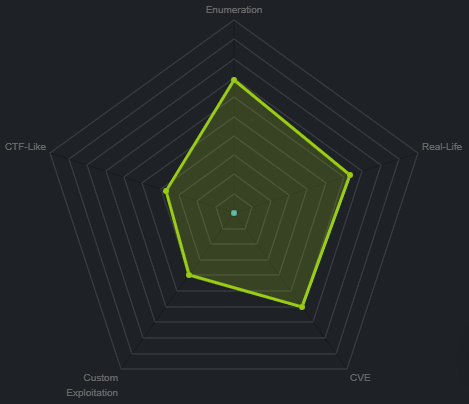 Enumeration
CTF-Like
Real-Life
Custom
Exploitation
CVE